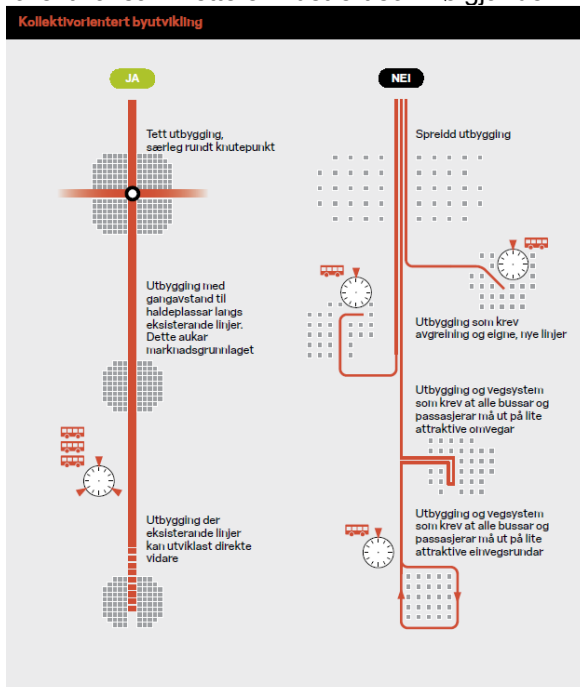 Kollektivorientert byutvikling
JA
Tett utbygging,
særleg rundt knutepunkt
Utbygging med
gangavstand til
haldeplassar langs
eksisterande linjer.
Dette aukar
marknadsgrunnlaget
Utbygging der
eksisterande linjer
kan utviklast direkte
vidare
NEI
Spreidd utbygging
Utbygging som krev
avgreining og eigne, nye linjer
Utbygging og vegsystem
som krev at alle bussar og
passasjerar må ut på lite
attraktive omvegar
Utbygging og vegsystem
som krev at alle bussar og
passasjerar må ut på lite
attraktive einvegsrundar